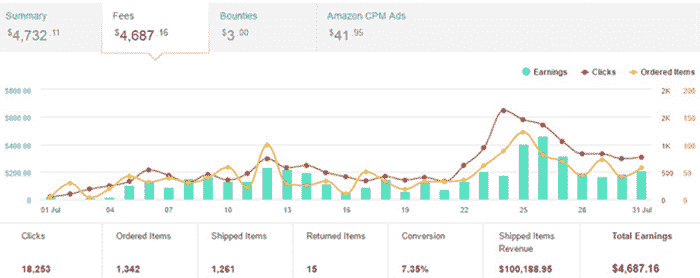 Summary Fees Bounties Amazon CPM Ads
$4,732.11 $4,687.16 $3.00 $41.95
Earnings Clicks Ordered Items
$800.00 2K 200
$600.00 2K 150
$400.00 1K 100
$200.00 500 50
0 0
01 Jul 04 07 10 13 16 19 22 25 28 31 Jul
Clicks Ordered Items Shipped Items Returned Items Conversion Shipped Items Total Earnings
Revenue
18,253 1,342 1,261 15 7.35% $100,188.95 $4,687.16